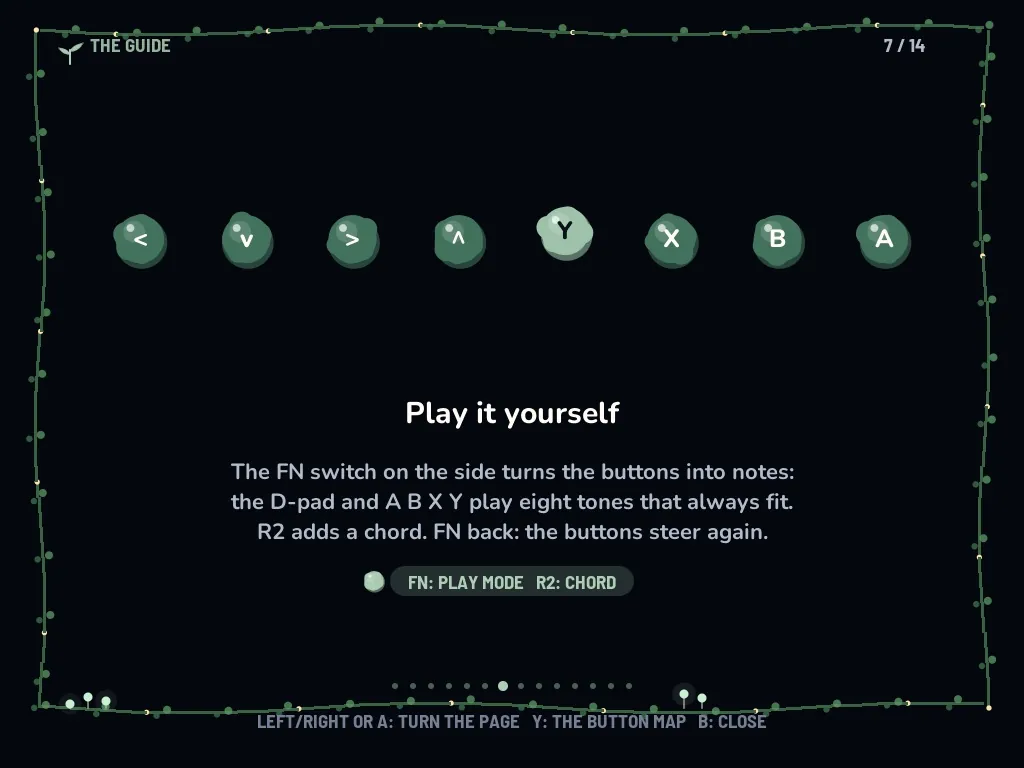 THE GUIDE
7 / 14
< v > ^ Y X B A
Play it yourself
The FN switch on the side turns the buttons into notes:
the D-pad and A B X Y play eight tones that always fit.
R2 adds a chord. FN back: the buttons steer again.
FN: PLAY MODE R2: CHORD
LEFT/RIGHT OR A: TURN THE PAGE Y: THE BUTTON MAP B: CLOSE